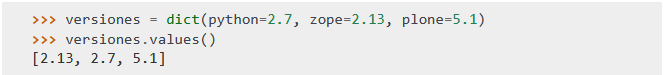 >>> versiones = dict(python=2.7, zope=2.13, plone=5.1)
>>> versiones.values()
[2.13, 2.7, 5.1]